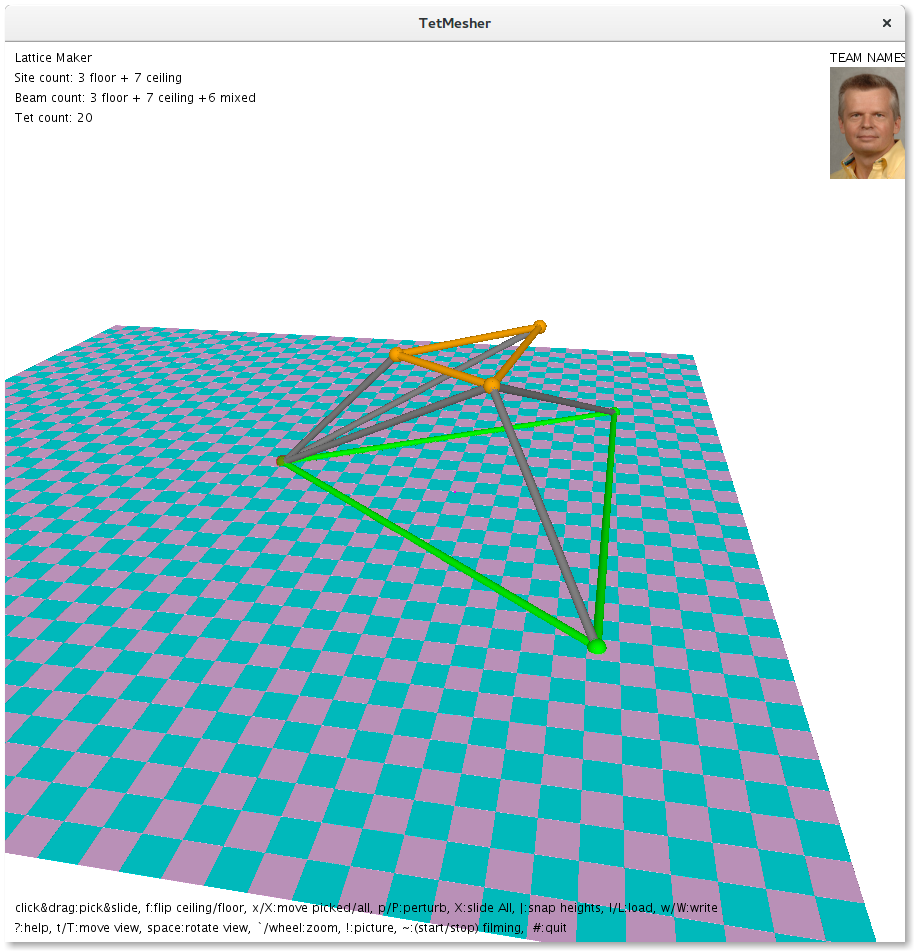 TetMesher
Lattice Maker
TEAM NAMES
Site count: 3 floor + 7 ceiling
Beam count: 3 floor + 7 ceiling +6 mixed
Tet count: 20
click&drag:pick&slide, f:flip ceiling/floor, x/X:move picked/all, p/P:perturb, X:slide All, |:snap heights, l/L:load, w/W:write
?:help, t/T:move view, space:rotate view, `/wheel:zoom, !:picture, ~:(start/stop) filming, #:quit